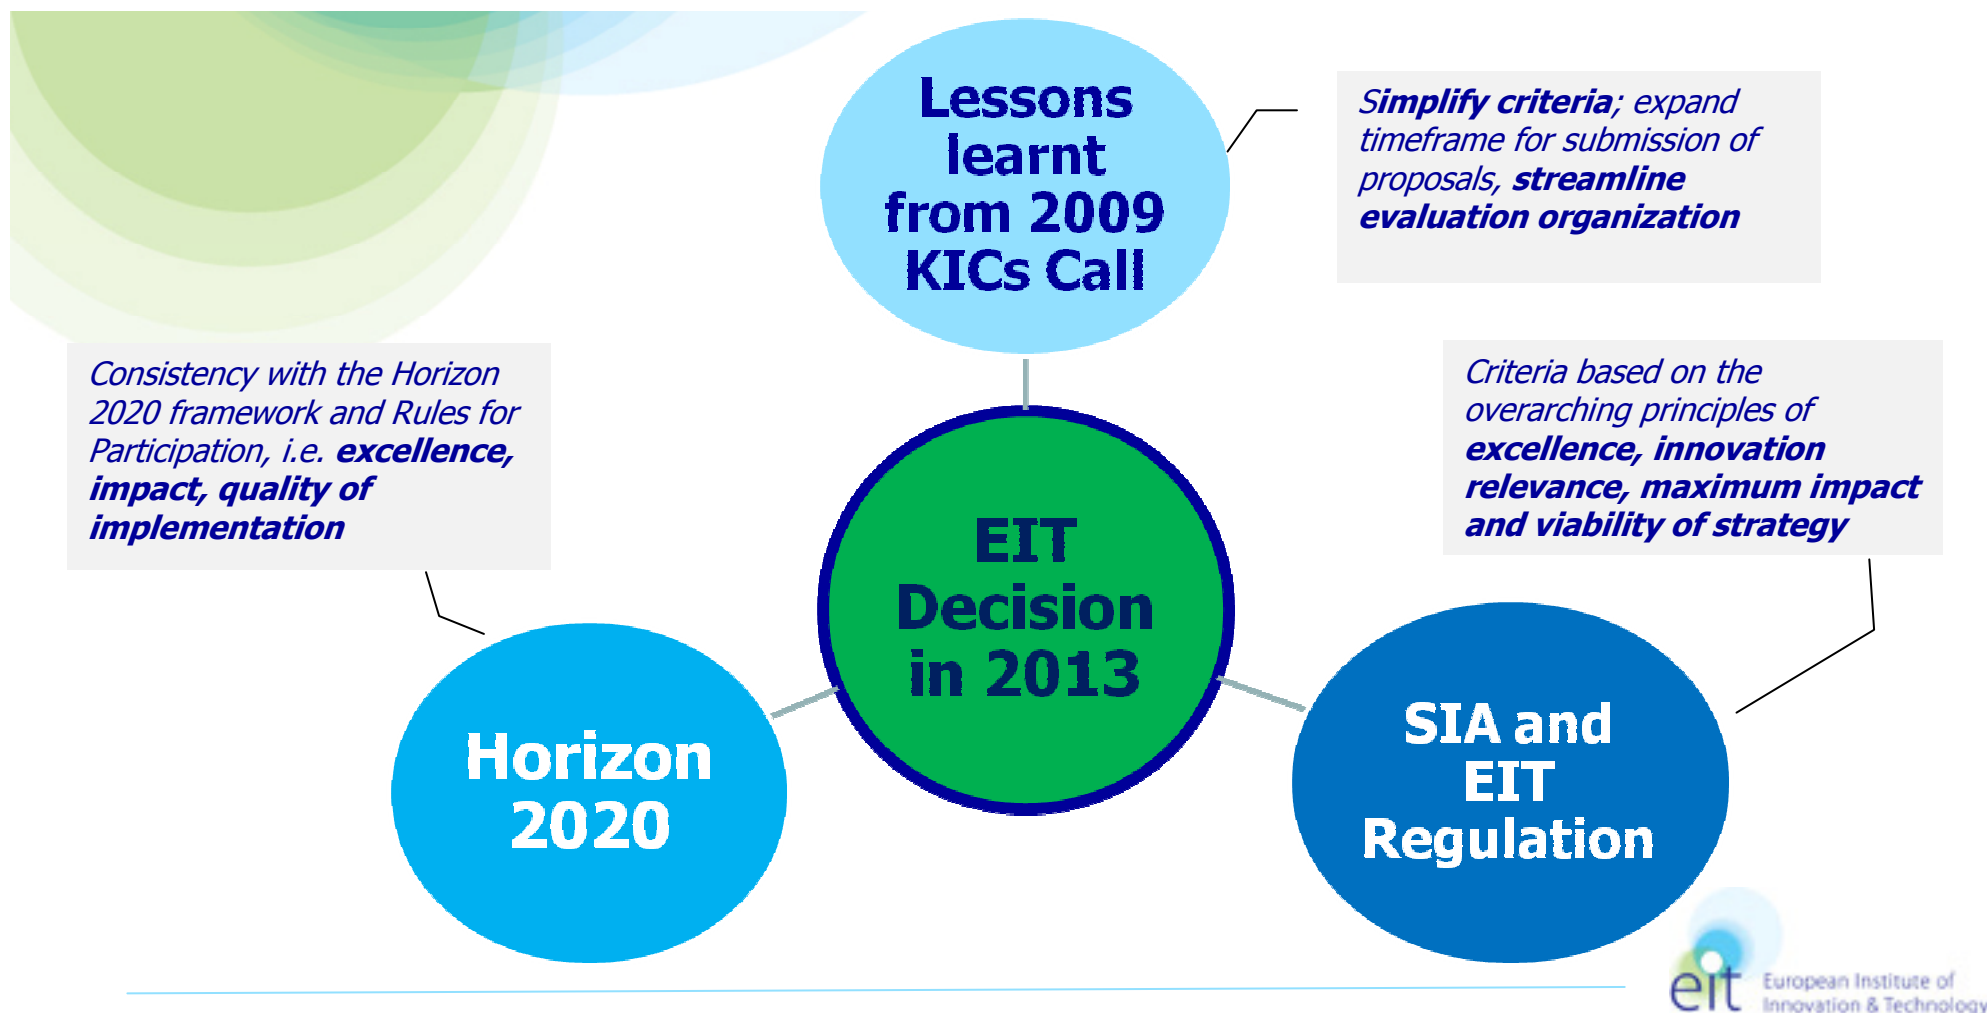 Lessons
learnt
from 2009
KICs Call
Simplify criteria; expand
timeframe for submission of
proposals, streamline
evaluation organization
Consistency with the Horizon
2020 framework and Rules for
Participation, i.e. excellence,
impact, quality of
implementation
Criteria based on the
overarching principles of
excellence, innovation
relevance, maximum impact
and viability of strategy
EIT
Decision
in 2013
Horizon
2020
SIA and
EIT
Regulation
eit
European Institute of
Innovation & Technology